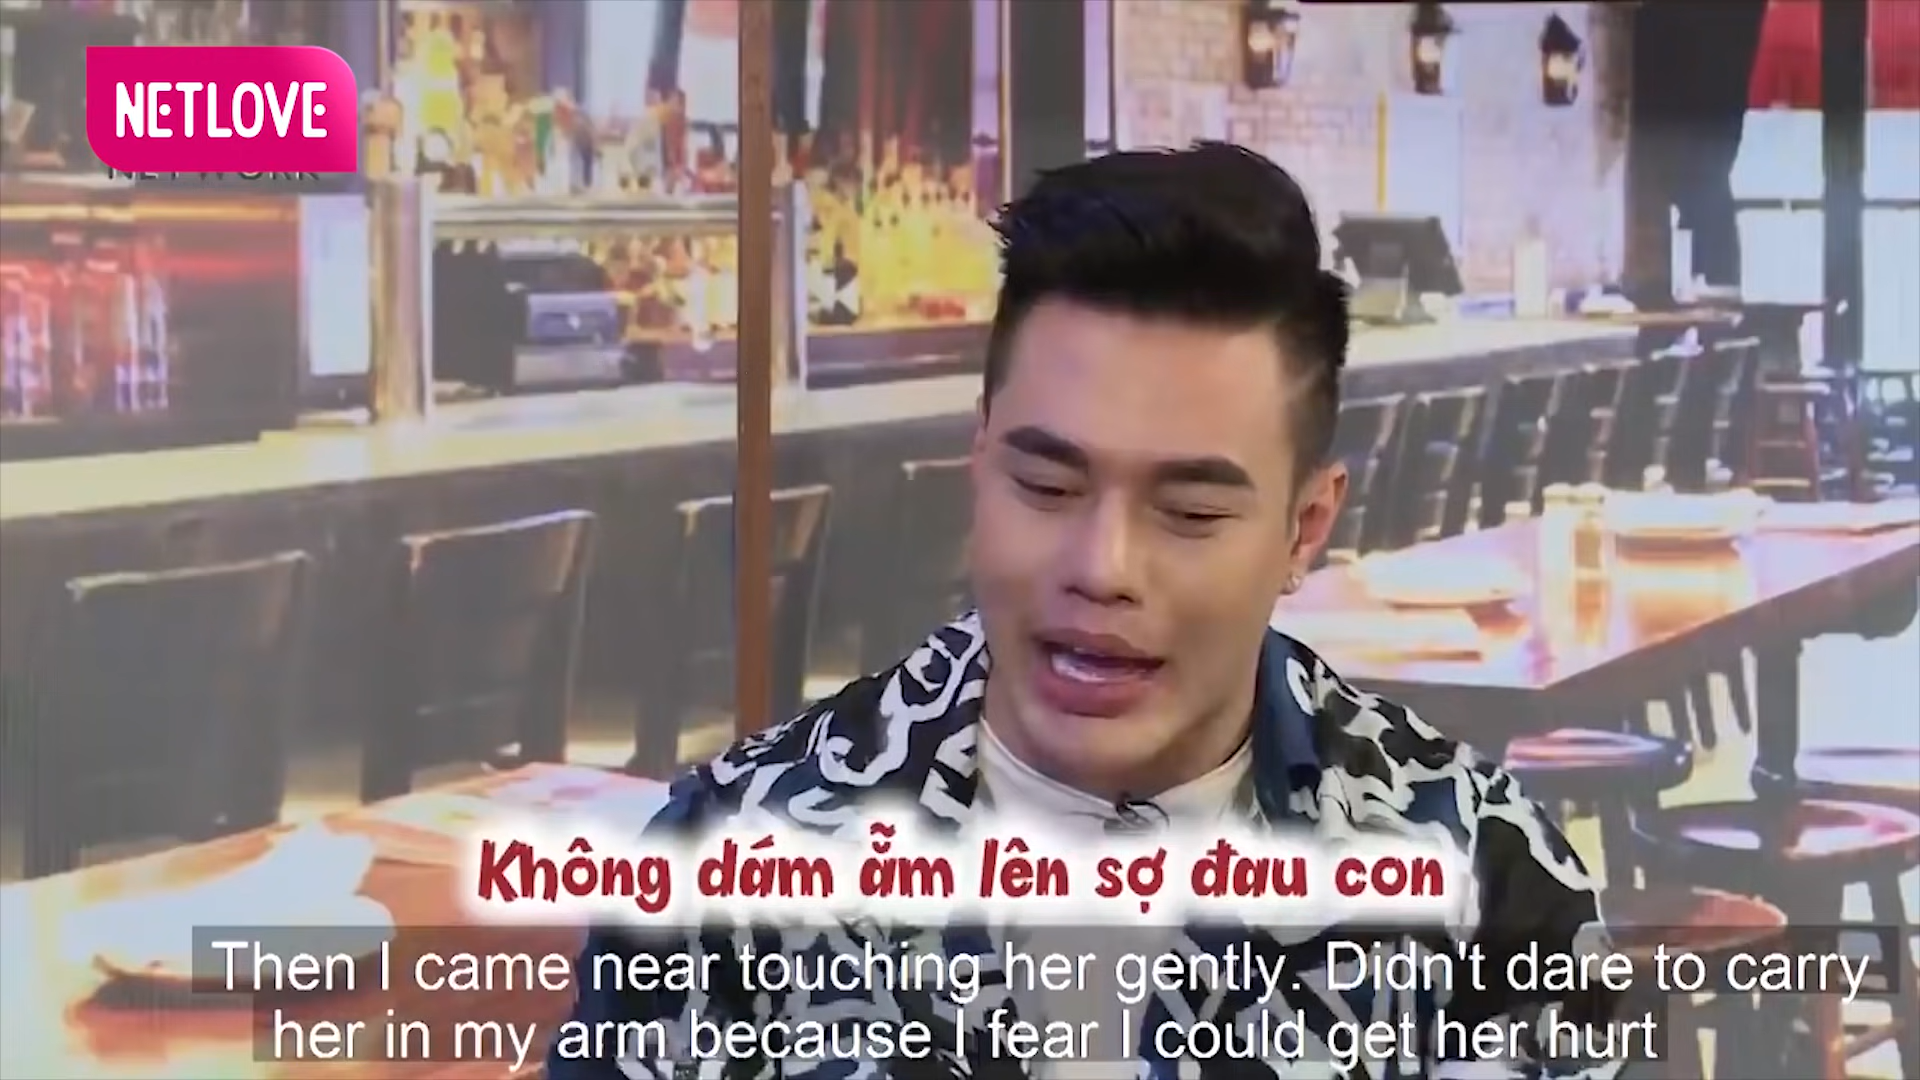 NETLOVE
NETWORK
Không dám ẵm lên sợ đau con
Then I came near touching her gently. Didn't dare to carry
her in my arm because I fear I could get her hurt